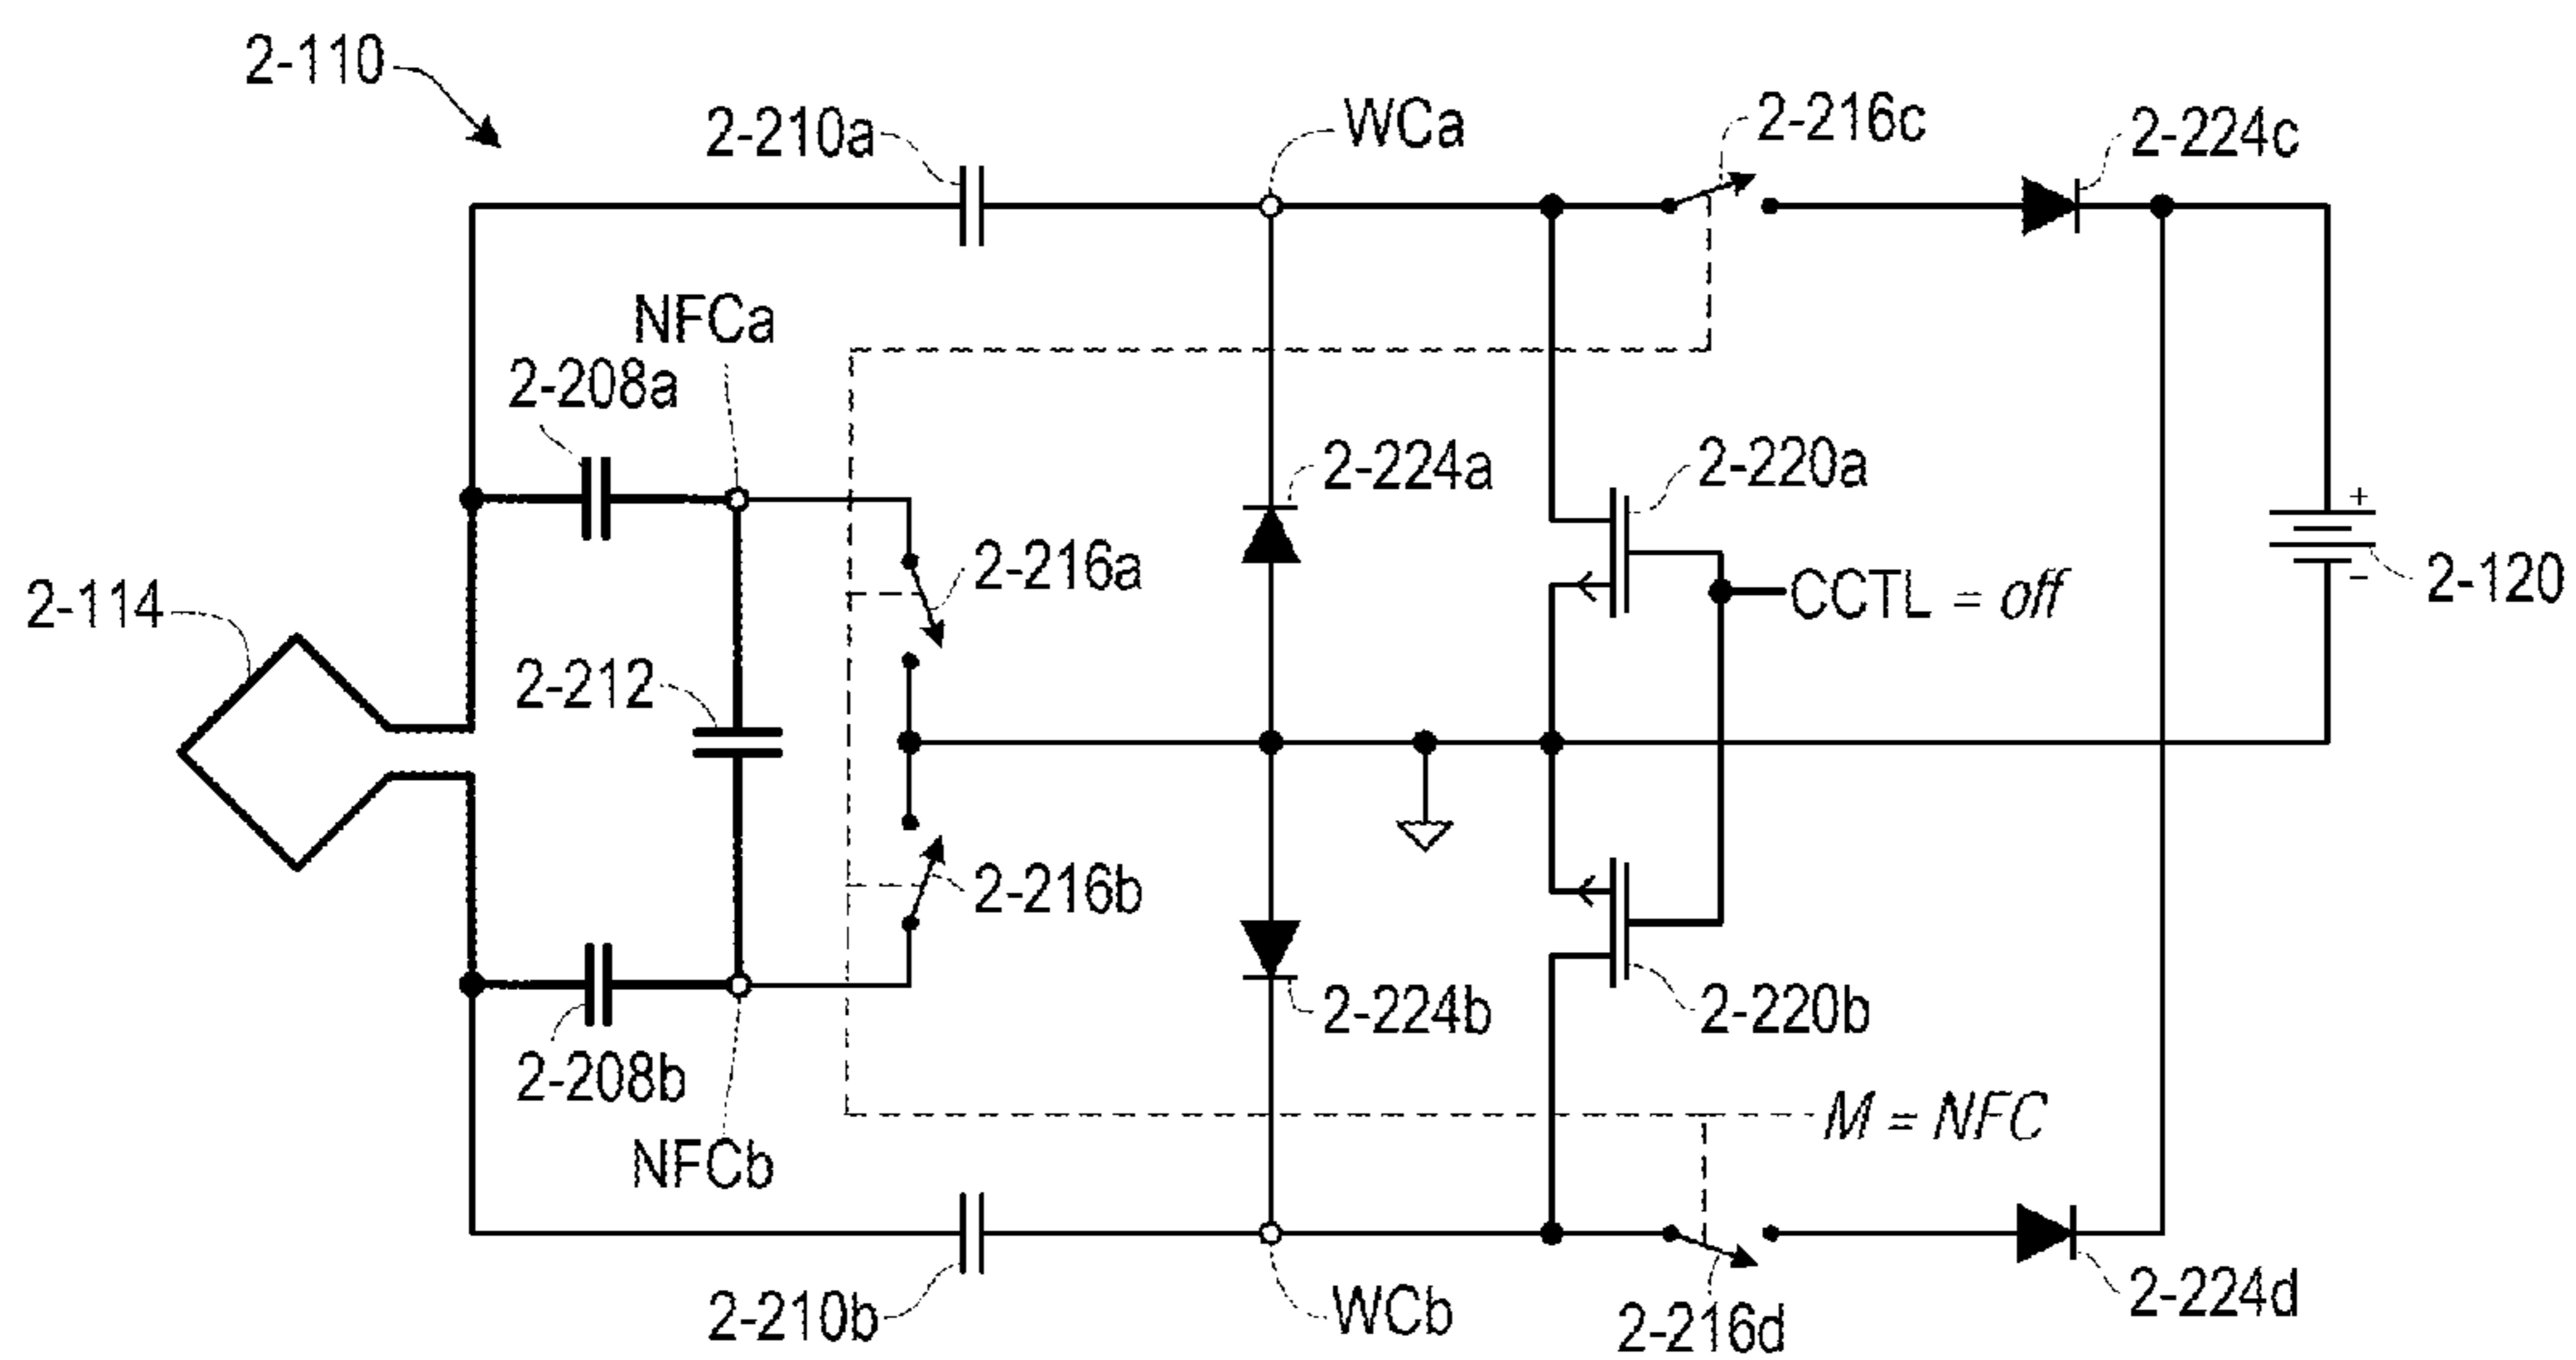 2-110
2-210a
WCa
2-216c
2-224c
NFCa
2-208a
2-224a
2-220a
+
2-216a
CCTL = off
−
2-120
2-114
2-212
2-216b
2-224b
2-220b
2-208b
M = NFC
NFCb
2-210b
WCb
2-216d
2-224d